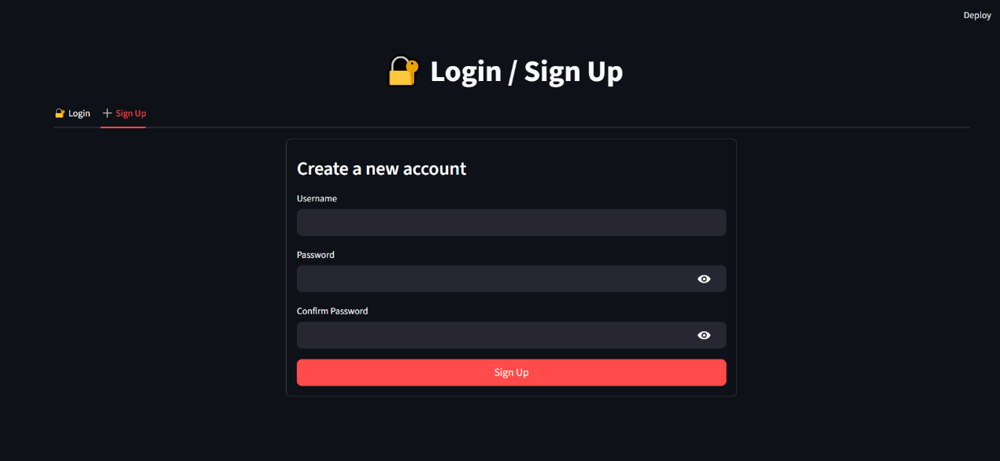 Deploy
Login / Sign Up
Login Sign Up
Create a new account
Username
Password
Confirm Password
Sign Up